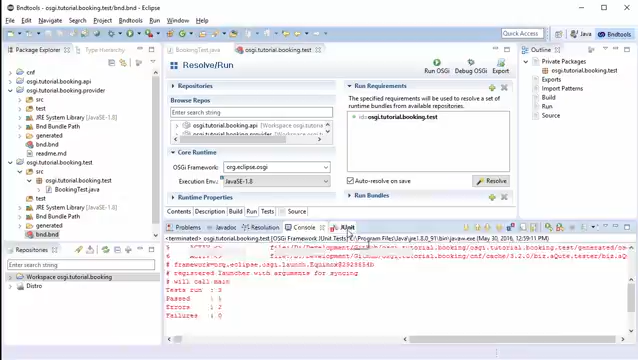 Bndtools - osgi.tutorial.booking.test/bnd.bnd - Eclipse
File Edit Navigate Search Project Bndtools Run Window Help
Quick Access
Java
Bndtools
Package Explorer
Type Hierarchy
cnf
osgi.tutorial.booking.api
osgi.tutorial.booking.provider
src
test
JRE System Library [JavaSE-1.8]
Bnd Bundle Path
generated
bnd.bnd
readme.md
osgi.tutorial.booking.test
src
osgi.tutorial.booking.test
BookingTest.java
test
JRE System Library [JavaSE-1.8]
Bnd Bundle Path
generated
bnd.bnd
Repositories
Enter search string
Workspace osgi.tutorial.booking
Distro
BookingTest.java
osgi.tutorial.booking.test
Resolve/Run
Run OSGi
Debug OSGi
Export
Repositories
Browse Repos
Enter search string
osgi.tutorial.booking.api
osgi.tutorial.booking.provider
Core Runtime
OSGi Framework: org.eclipse.osgi
Execution Env.: JavaSE-1.8
Runtime Properties
Run Requirements
The specified requirements will be used to resolve a set of
runtime bundles from available repositories.
id: osgi.tutorial.booking.test
Auto-resolve on save
Resolve
Run Bundles
Contents Description Build Run Tests Source
Outline
Private Packages
osgi.tutorial.booking.test
Exports
Import Patterns
Build
Run
Source
Problems
Javadoc
Resolution
Console
JUnit
# registered launcher with arguments for syncing
# will call main
Tests run : 3
Passed : 1
Errors : 2
Failures : 0